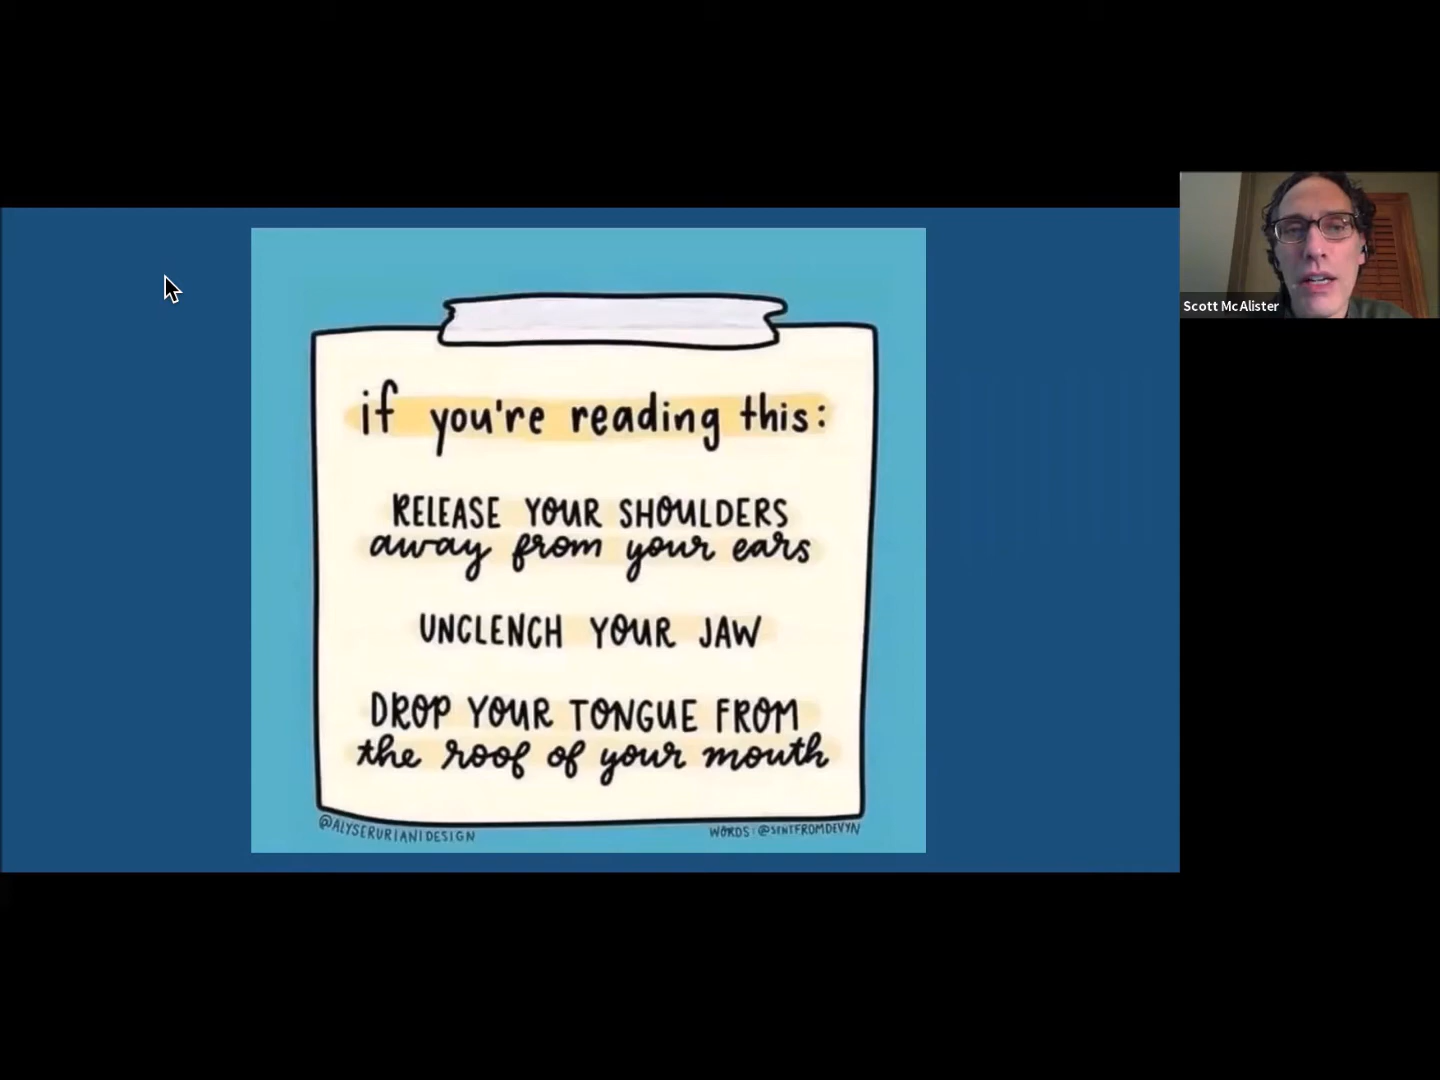 if you're reading this:
RELEASE YOUR SHOULDERS
away from your ears
UNCLENCH YOUR JAW
DROP YOUR TONGUE FROM
the roof of your mouth
@ALYSERURIANIDESIGN
WORDS: @SENTFROMDEVYN
Scott McAlister